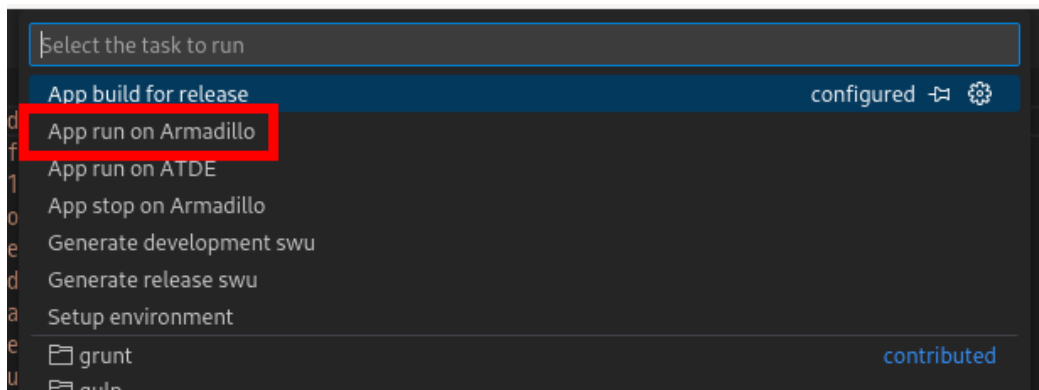 Select the task to run
App build for release configured
App run on Armadillo
App run on ATDE
App stop on Armadillo
Generate development swu
Generate release swu
Setup environment
grunt contributed
gulp